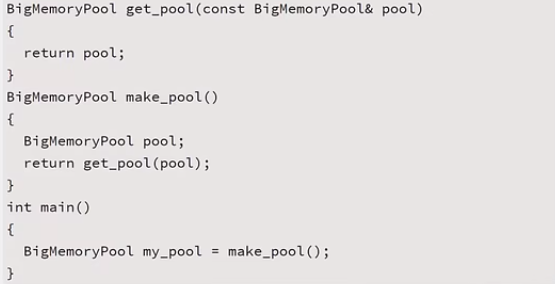 BigMemoryPool get_pool(const BigMemoryPool& pool)
{
  return pool;
}
BigMemoryPool make_pool()
{
  BigMemoryPool pool;
  return get_pool(pool);
}
int main()
{
  BigMemoryPool my_pool = make_pool();
}